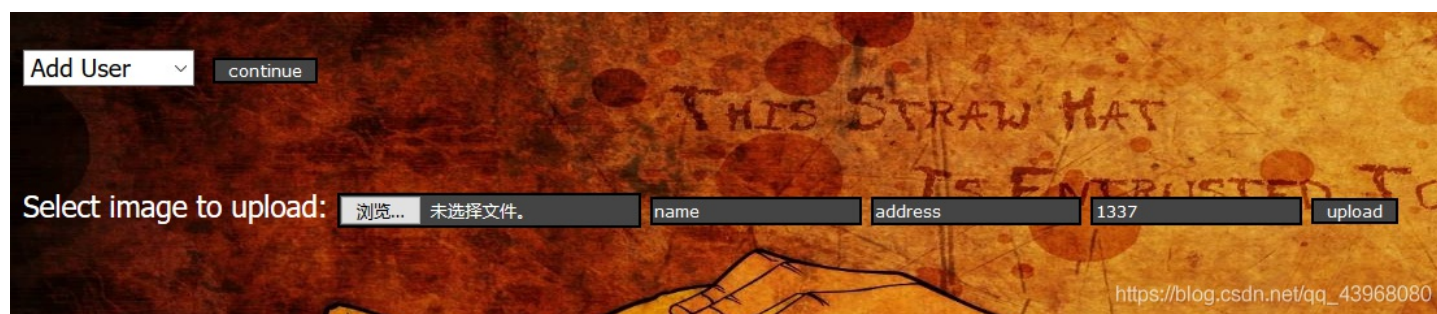 Add User continue
THIS STRAW HAT
IS ENTRUSTED TO
Select image to upload: 浏览... 未选择文件。 name address 1337 upload
https://blog.csdn.net/qq_43968080